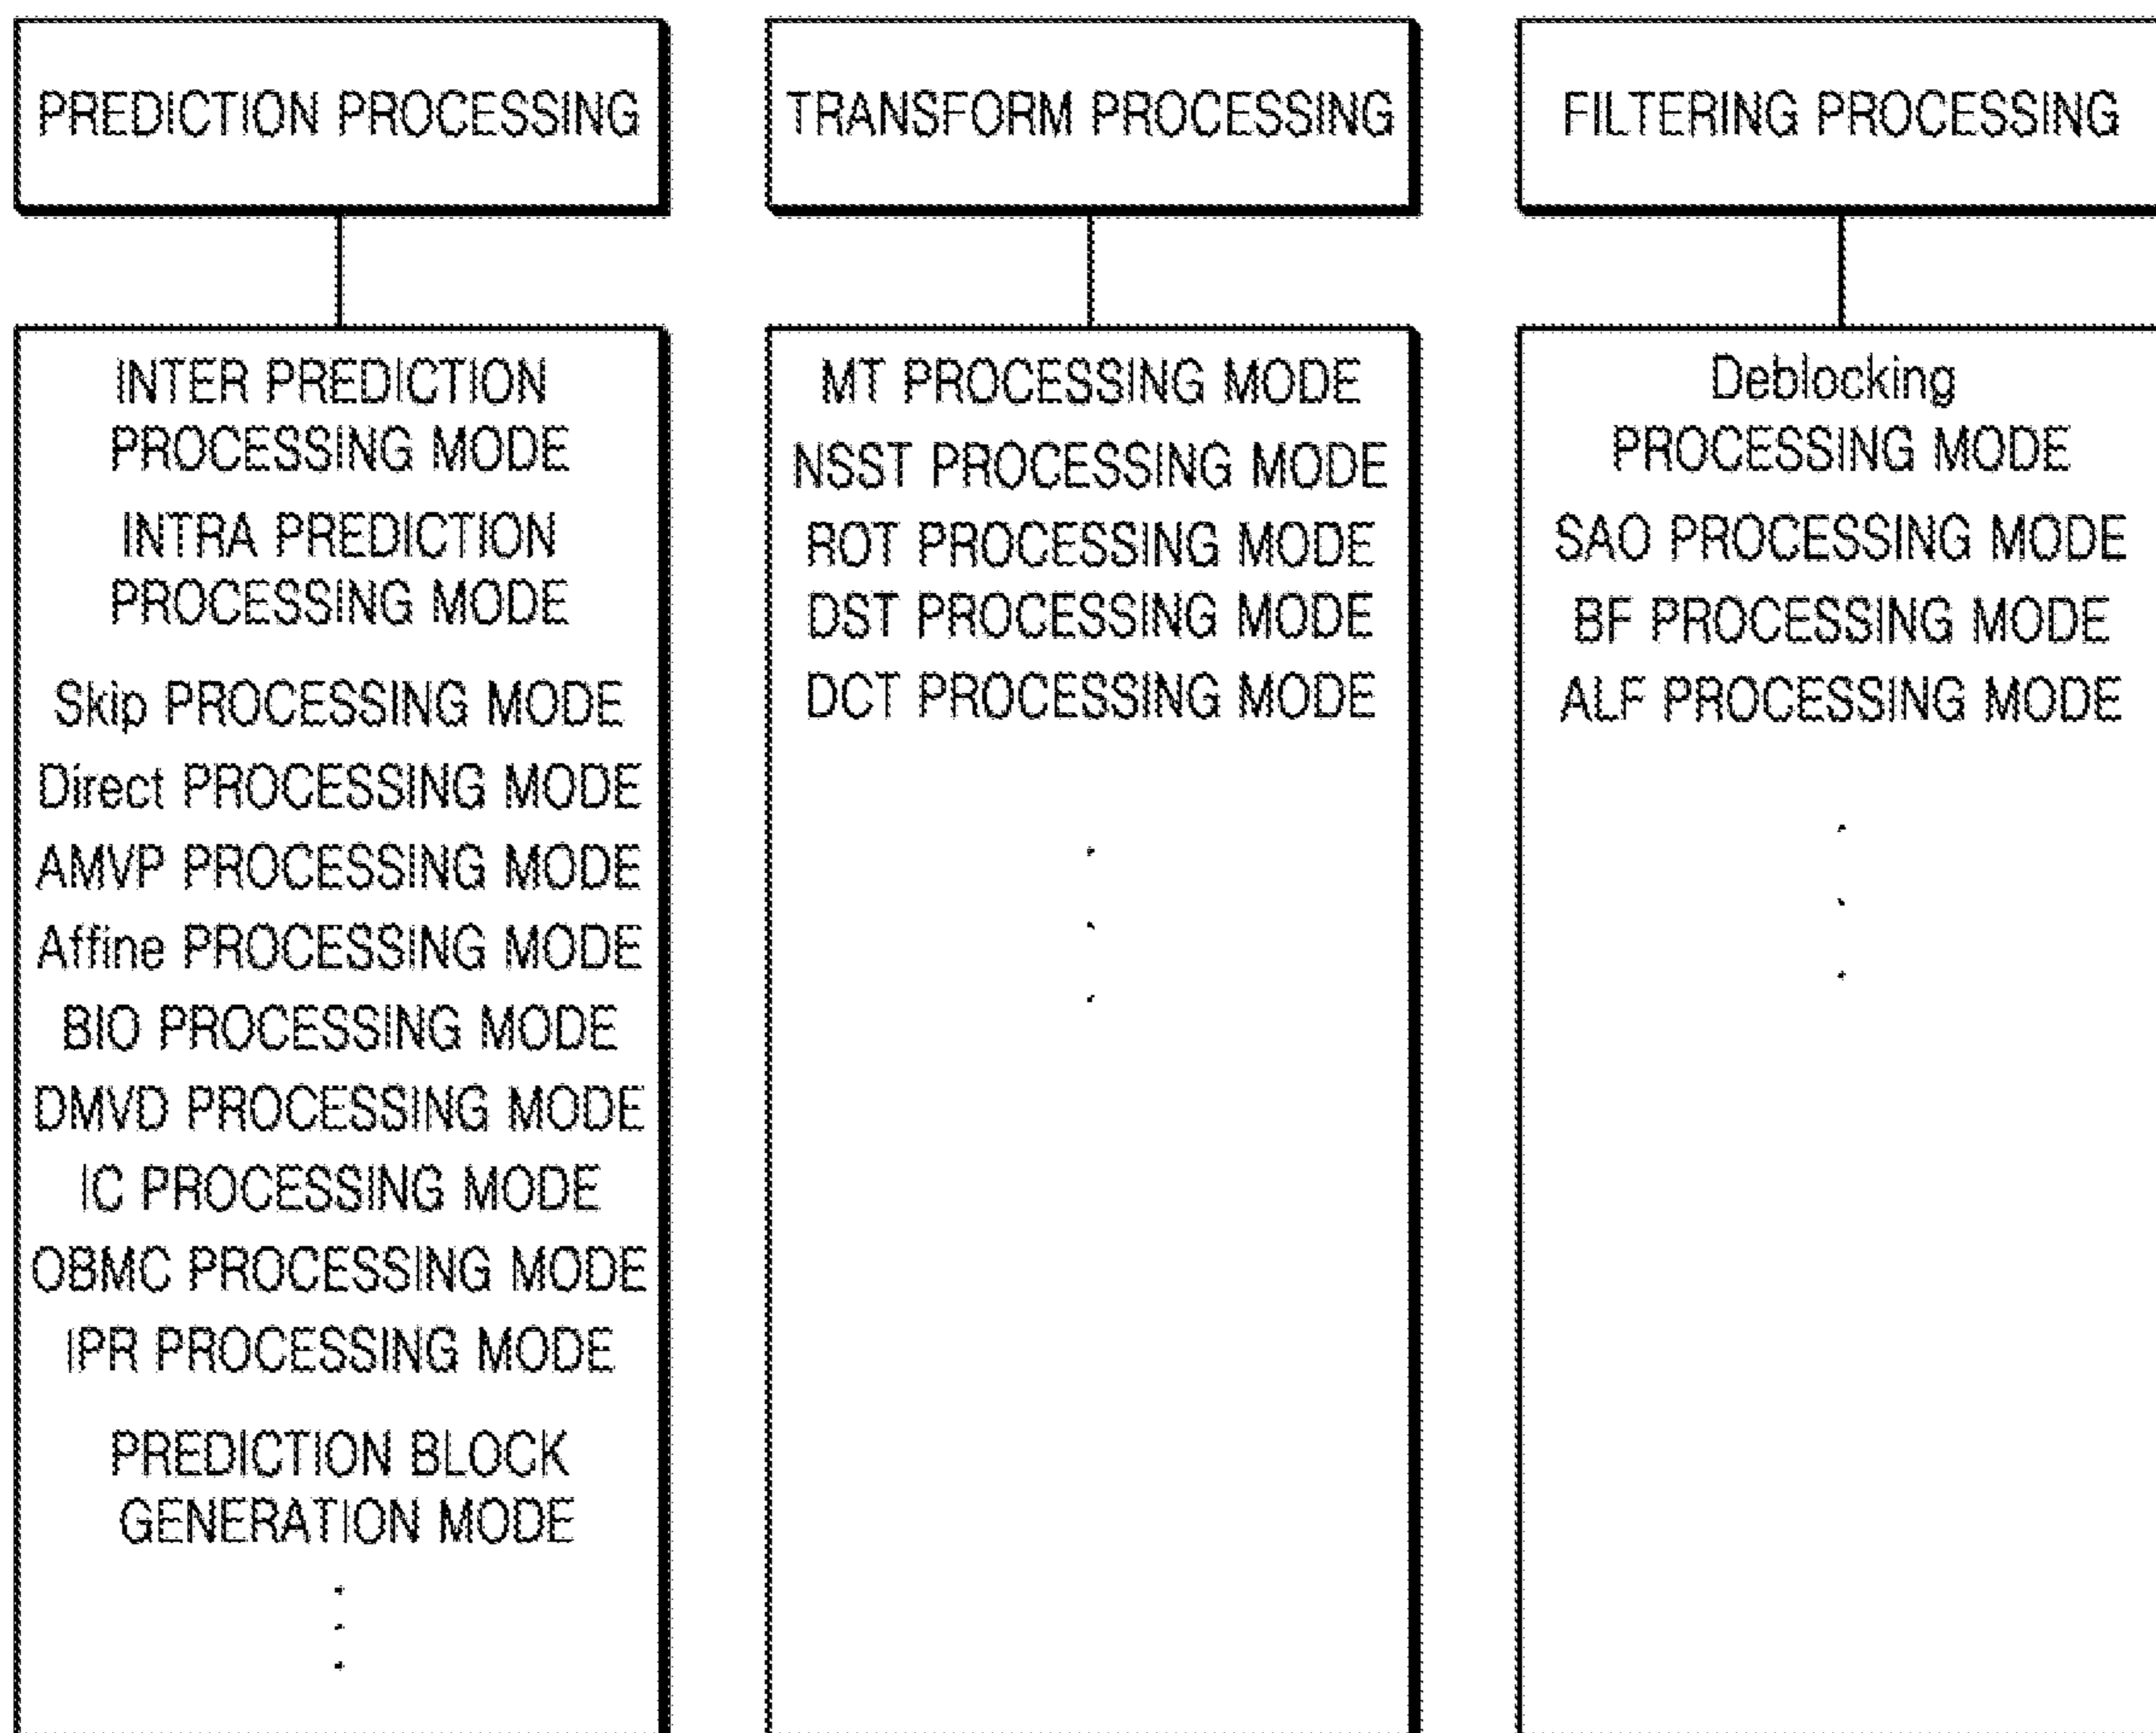 PREDICTION PROCESSING
INTER PREDICTION
PROCESSING MODE
INTRA PREDICTION
PROCESSING MODE
Skip PROCESSING MODE
Direct PROCESSING MODE
AMVP PROCESSING MODE
Affine PROCESSING MODE
BIO PROCESSING MODE
DMVD PROCESSING MODE
IC PROCESSING MODE
OBMC PROCESSING MODE
IPR PROCESSING MODE
PREDICTION BLOCK
GENERATION MODE
TRANSFORM PROCESSING
MT PROCESSING MODE
NSST PROCESSING MODE
ROT PROCESSING MODE
DST PROCESSING MODE
DCT PROCESSING MODE
FILTERING PROCESSING
Deblocking
PROCESSING MODE
SAO PROCESSING MODE
BF PROCESSING MODE
ALF PROCESSING MODE